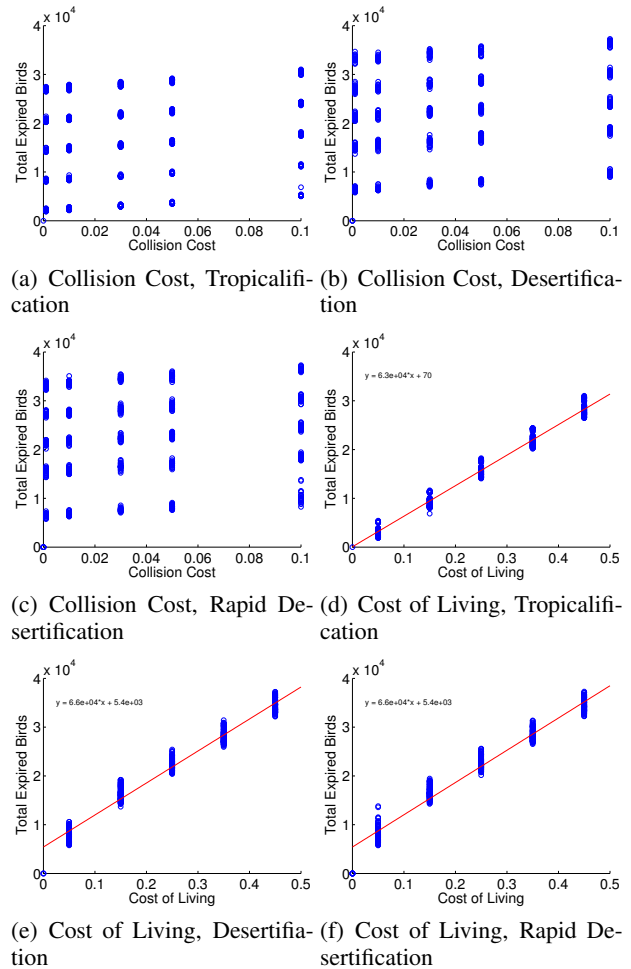 x 10^4
4
3
2
1
0
0 0.02 0.04 0.06 0.08 0.1
Collision Cost
Total Expired Birds
(a) Collision Cost, Tropicalifi-
cation
x 10^4
4
3
2
1
0
0 0.02 0.04 0.06 0.08 0.1
Collision Cost
Total Expired Birds
(b) Collision Cost, Desertifica-
tion
x 10^4
4
3
2
1
0
0 0.02 0.04 0.06 0.08 0.1
Collision Cost
Total Expired Birds
(c) Collision Cost, Rapid De-
sertification
x 10^4
4
3
2
1
0
y = 6.3e+04*x + 70
0 0.1 0.2 0.3 0.4 0.5
Cost of Living
Total Expired Birds
(d) Cost of Living, Tropicalifi-
cation
x 10^4
4
3
2
1
0
y = 6.6e+04*x + 5.4e+03
0 0.1 0.2 0.3 0.4 0.5
Cost of Living
Total Expired Birds
(e) Cost of Living, Desertifia-
tion
x 10^4
4
3
2
1
0
y = 6.6e+04*x + 5.4e+03
0 0.1 0.2 0.3 0.4 0.5
Cost of Living
Total Expired Birds
(f) Cost of Living, Rapid De-
sertification